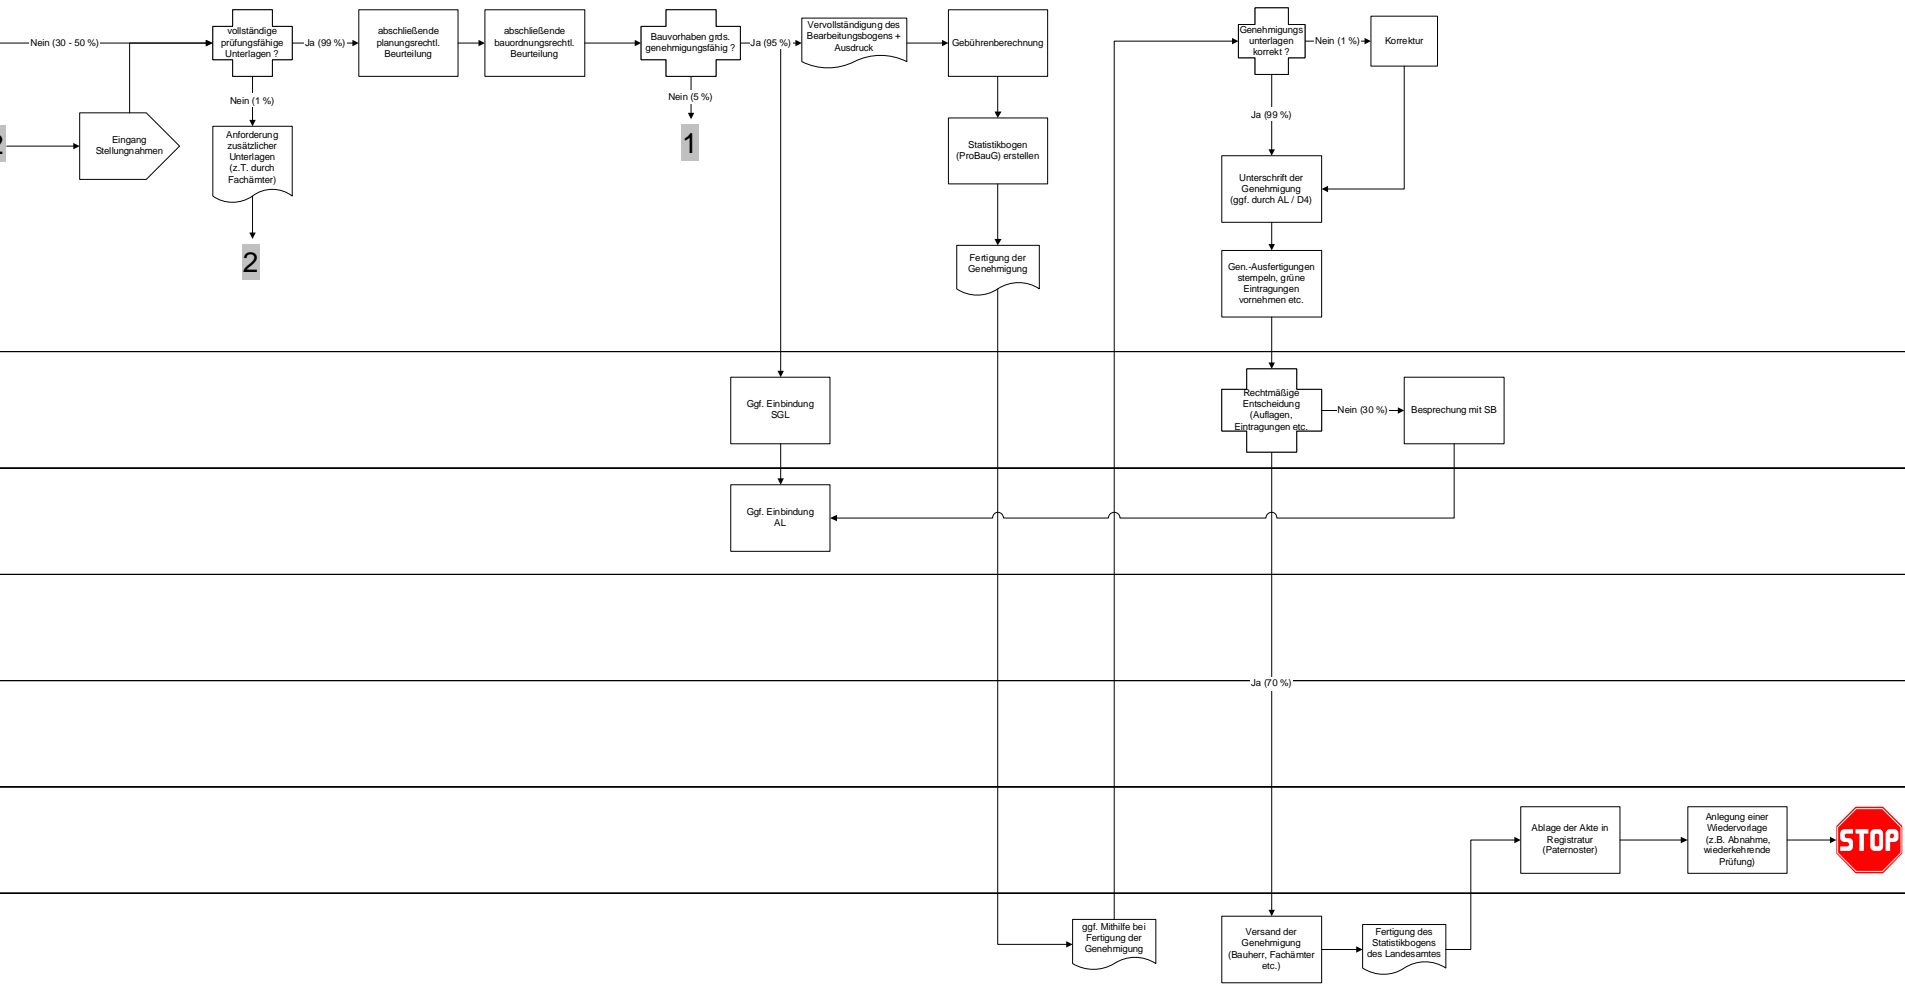 Nein (30 - 50 %)
vollständige
prüfungsfähige
Unterlagen ?
Ja (99 %)
abschließende
planungsrechtl.
Beurteilung
abschließende
bauordnungsrechtl.
Beurteilung
Bauvorhaben grds.
genehmigungsfähig ?
Ja (95 %)
Vervollständigung des
Bearbeitungsbogens +
Ausdruck
Gebührenberechnung
Genehmigungs
unterlagen
korrekt ?
Nein (1 %)
Korrektur
Nein (1 %)
Nein (5 %)
Ja (99 %)
2
Eingang
Stellungnahmen
Anforderung
zusätzlicher
Unterlagen
(z.T. durch
Fachämter)
1
Statistikbogen
(ProBauG) erstellen
Unterschrift der
Genehmigung
(ggf. durch AL / D4)
2
Fertigung der
Genehmigung
Gen.-Ausfertigungen
stempeln, grüne
Eintragungen
vornehmen etc.
Ggf. Einbindung
SGL
Rechtmäßige
Entscheidung
(Auflagen,
Eintragungen etc.
Nein (30 %)
Besprechung mit SB
Ggf. Einbindung
AL
Ja (70 %)
Ablage der Akte in
Registratur
(Paternoster)
Anlegung einer
Wiedervorlage
(z.B. Abnahme,
wiederkehrende
Prüfung)
STOP
ggf. Mithilfe bei
Fertigung der
Genehmigung
Versand der
Genehmigung
(Bauherr, Fachämter
etc.)
Fertigung des
Statistikbogens
des Landesamtes